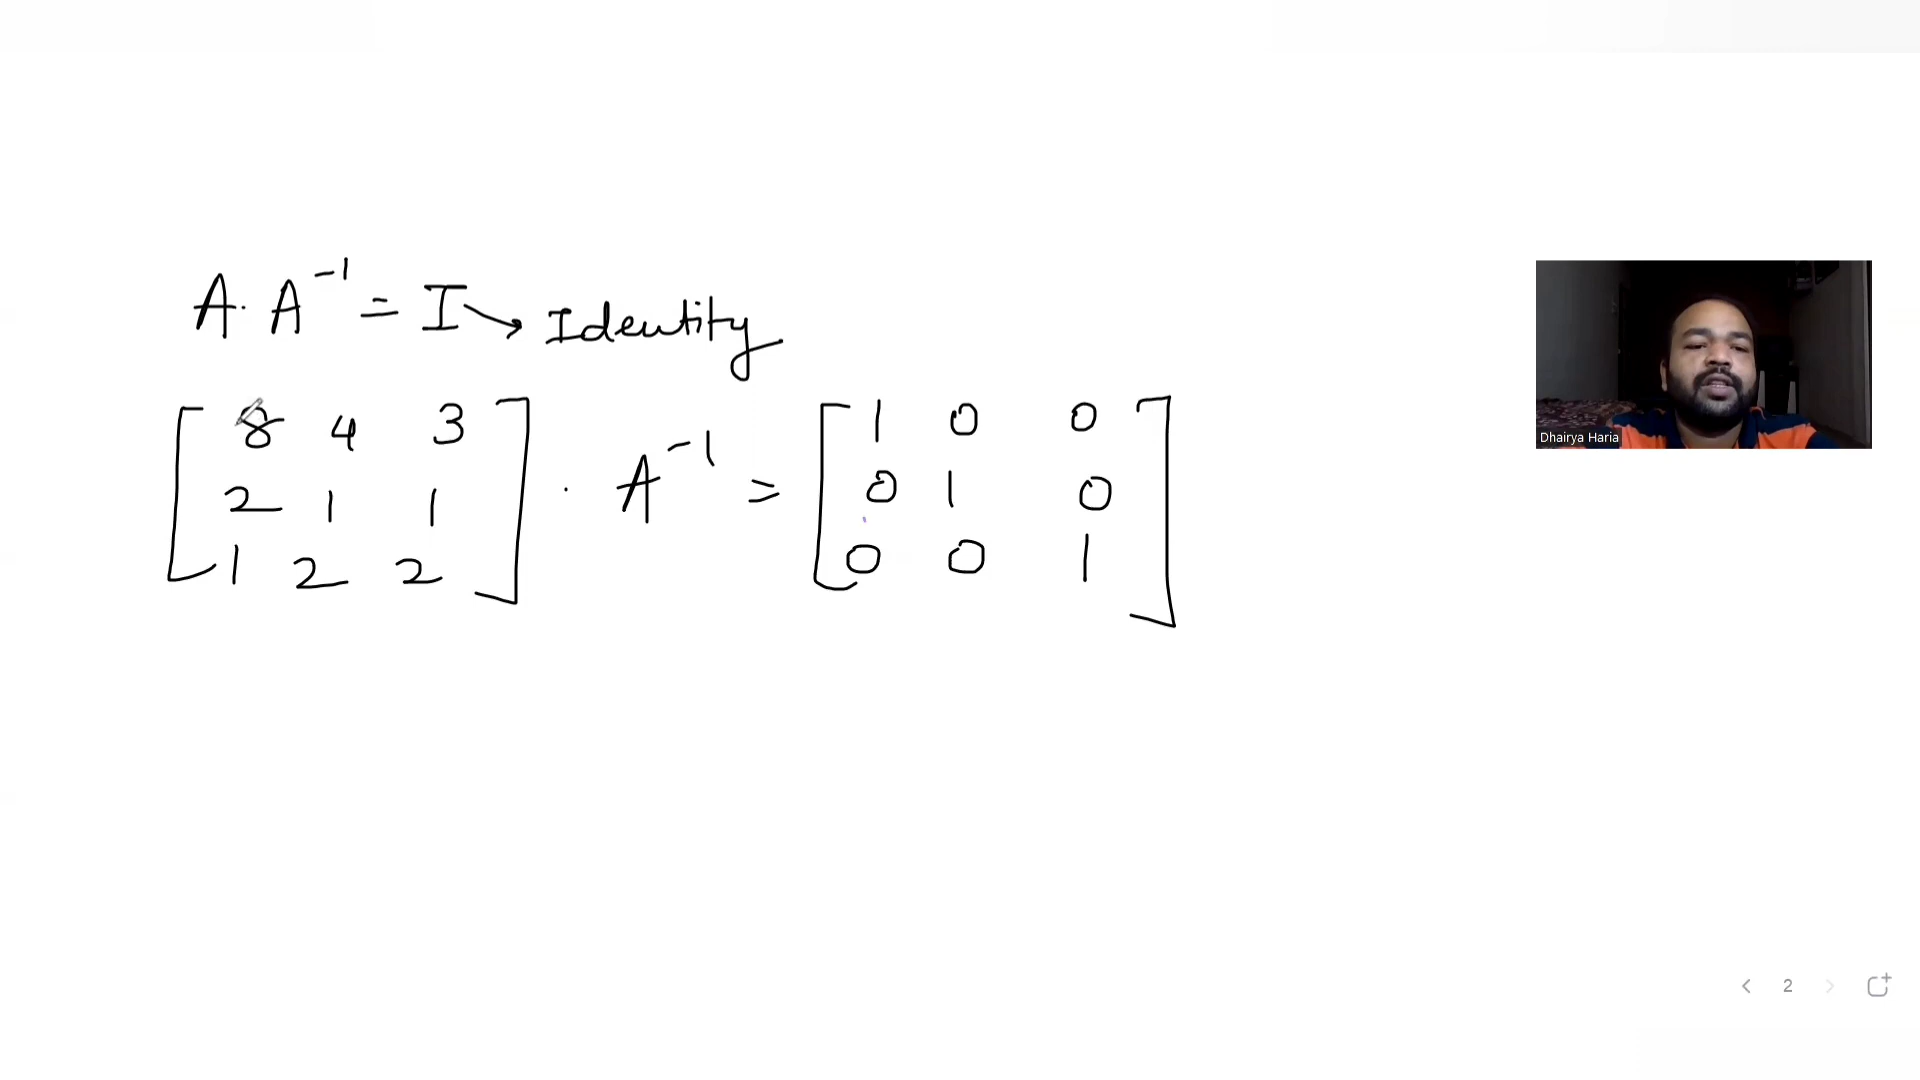 A. A⁻¹ = I → Identity
[8 4 3
2 1 1
1 2 2] . A⁻¹ = [1 0 0
0 1 0
0 0 1]
Dhairya Haria
< 2 >